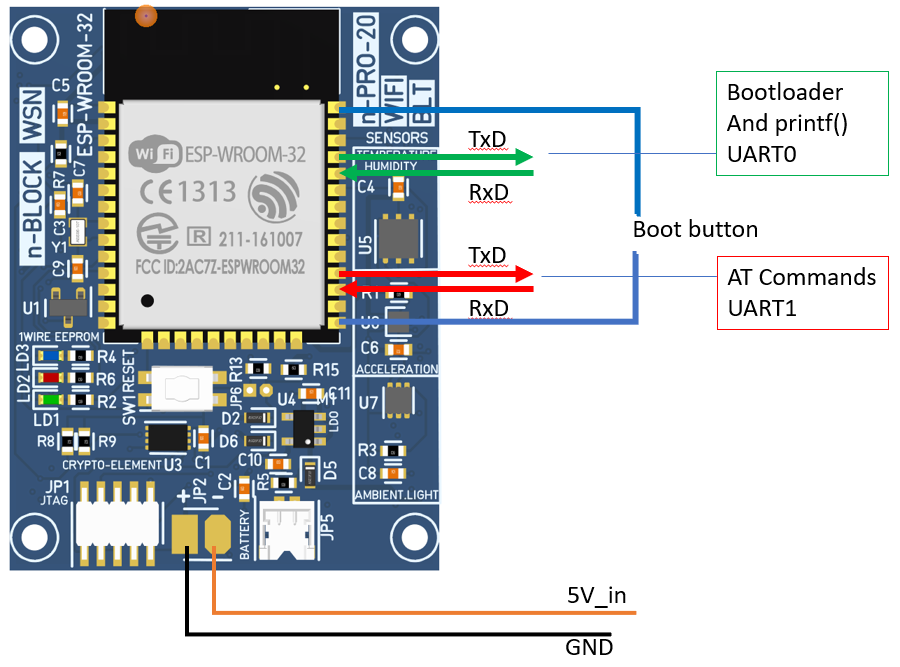 ESP-WROOM-32
n-BLOCK WSN
n-PRO-20
WIFI
BLT
C5
R7
C7
C3
Y1
C9
U1
1WIRE EEPROM
WiFi ESP-WROOM-32
CE1313
R 211-161007
FCC ID:2AC7Z-ESPWROOM32
SENSORS
TEMPERATURE
HUMIDITY
C4
U5
R1
U6
C6
ACCELERATION
U7
R3
C8
AMBIENT.LIGHT
LD3
R4
LD2
R6
R2
LD1
R8
R9
SW1 RESET
R13
R15
JP6
U4
C11
LDO
D2
D6
C10
D5
R5
CRYPTO-ELEMENT U3
C1
C2
JP1
JTAG
+ -
JP2
BATTERY
JP5
TxD
RxD
Bootloader
And printf()
UART0
Boot button
TxD
RxD
AT Commands
UART1
5V_in
GND